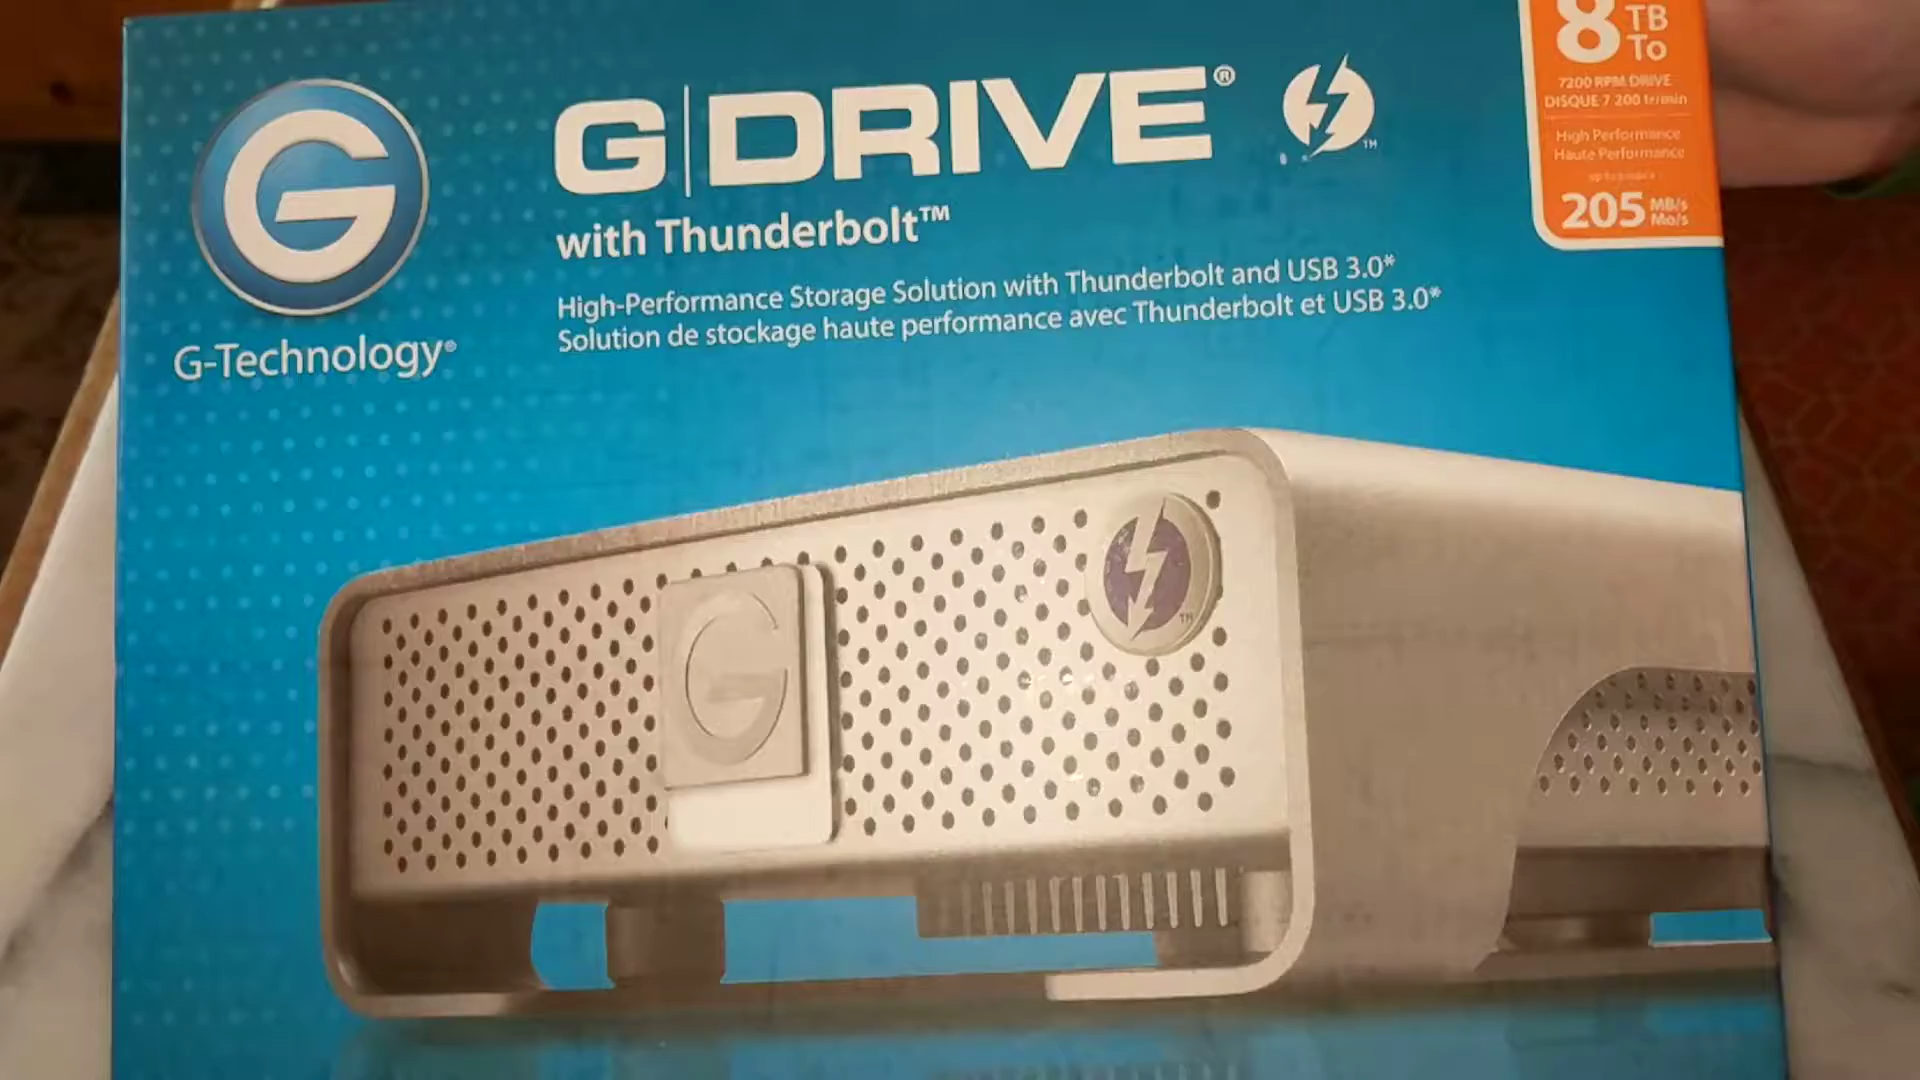 G-Technology®
G|DRIVE®
™
with Thunderbolt™
High-Performance Storage Solution with Thunderbolt and USB 3.0*
Solution de stockage haute performance avec Thunderbolt et USB 3.0*
8 TB
To
7200 RPM DRIVE
DISQUE 7 200 tr/min
High Performance
Haute Performance
205 MB/s
Mo/s
G
G
™